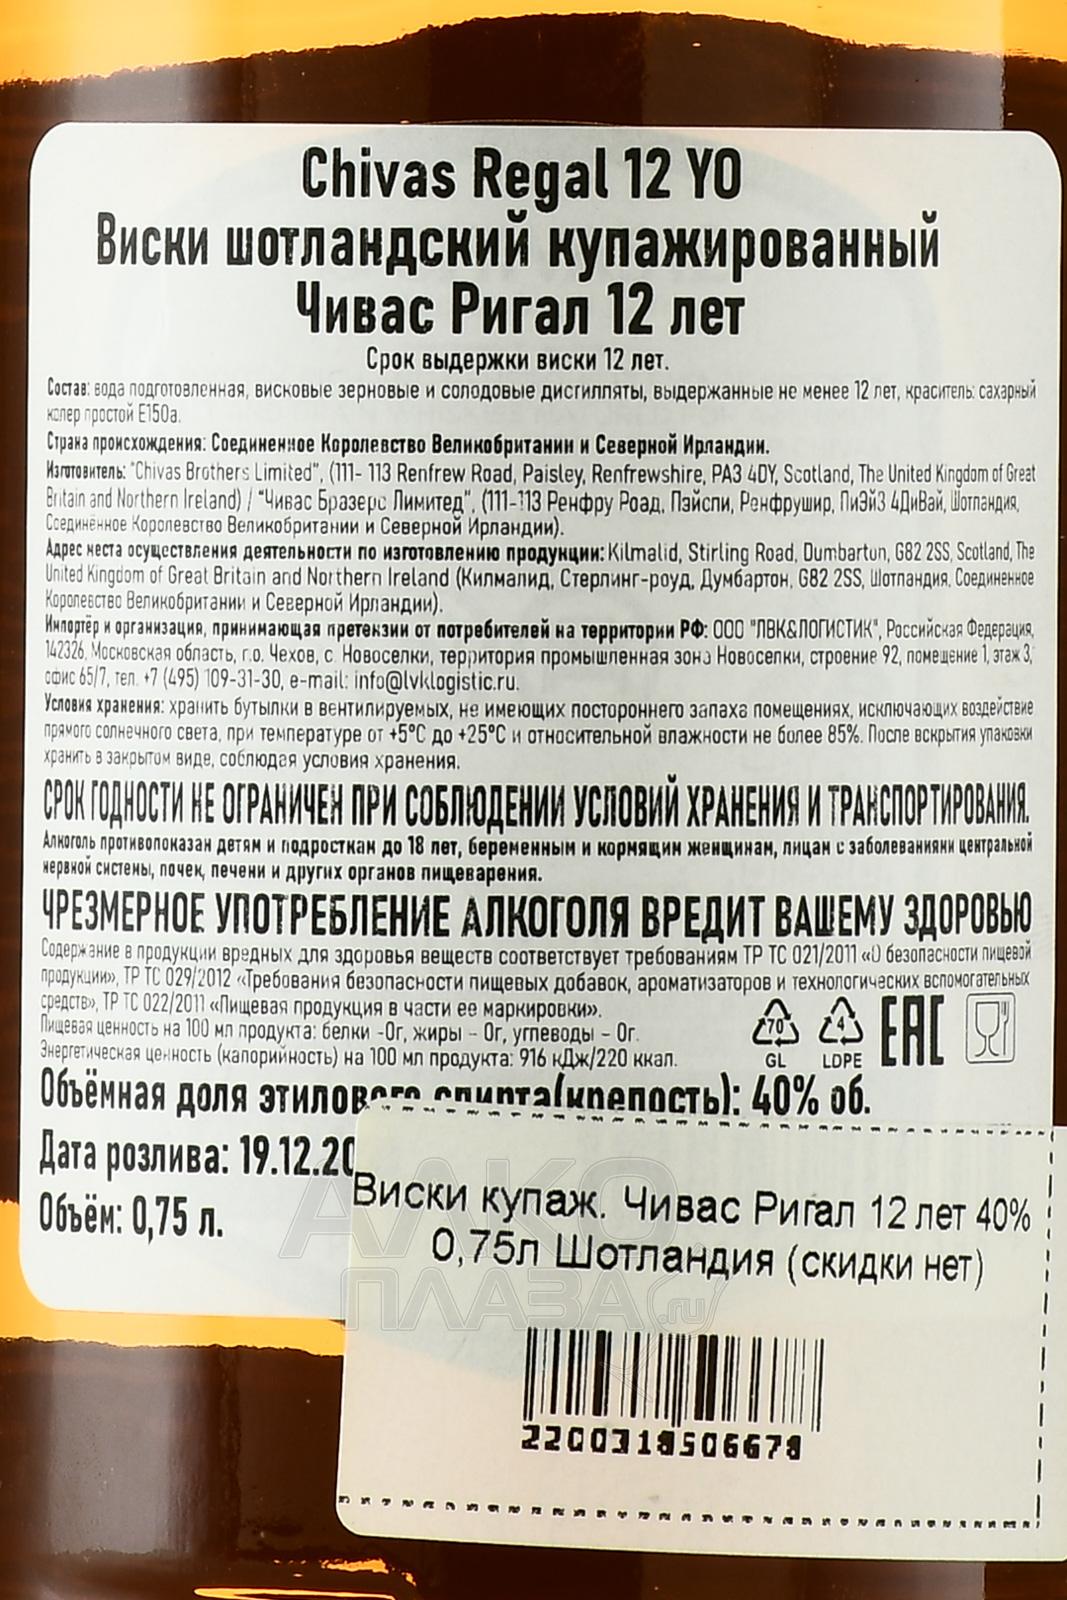 Chivas Regal 12 YO
Виски шотландский купажированный
Чивас Ригал 12 лет
Срок выдержки виски 12 лет.
Состав: вода подготовленная, висковые зерновые и солодовые дистилляты, выдержанные не менее 12 лет, краситель: сахарный
колер простой E150a.
Страна происхождения: Соединенное Королевство Великобритании и Северной Ирландии.
Изготовитель: "Chivas Brothers Limited", (111- 113 Renfrew Road, Paisley, Renfrewshire, PA3 4DY, Scotland, The United Kingdom of Great
Britain and Northern Ireland) / "Чивас Бразерс Лимитед", (111-113 Ренфру Роад, Пэйсли, Ренфрушир, ПиЭй3 4ДиВай, Шотландия,
Соединённое Королевство Великобритании и Северной Ирландии).
Адрес места осуществления деятельности по изготовлению продукции: Kilmalid, Stirling Road, Dumbarton, G82 2SS, Scotland, The
United Kingdom of Great Britain and Northern Ireland (Килмалид, Стерлинг-роуд, Думбартон, G82 2SS, Шотландия, Соединенное
Королевство Великобритании и Северной Ирландии).
Импортёр и организация, принимающая претензии от потребителей на территории РФ: ООО "ЛВК&ЛОГИСТИК", Российская Федерация,
142326, Московская область, г.о. Чехов, с. Новоселки, территория промышленная зона Новоселки, строение 92, помещение 1, этаж 3,
офис 65/7, тел. +7 (495) 109-31-30, e-mail: info@lvklogistic.ru.
Условия хранения: хранить бутылки в вентилируемых, не имеющих постороннего запаха помещениях, исключающих воздействие
прямого солнечного света, при температуре от +5°C до +25°C и относительной влажности не более 85%. После вскрытия упаковки
хранить в закрытом виде, соблюдая условия хранения.
СРОК ГОДНОСТИ НЕ ОГРАНИЧЕН ПРИ СОБЛЮДЕНИИ УСЛОВИЙ ХРАНЕНИЯ И ТРАНСПОРТИРОВАНИЯ.
Алкоголь противопоказан детям и подросткам до 18 лет, беременным и кормящим женщинам, лицам с заболеваниями центральной
нервной системы, почек, печени и других органов пищеварения.
ЧРЕЗМЕРНОЕ УПОТРЕБЛЕНИЕ АЛКОГОЛЯ ВРЕДИТ ВАШЕМУ ЗДОРОВЬЮ
Содержание в продукции вредных для здоровья веществ соответствует требованиям ТР ТС 021/2011 «О безопасности пищевой
продукции», ТР ТС 029/2012 «Требования безопасности пищевых добавок, ароматизаторов и технологических вспомогательных
средств», ТР ТС 022/2011 «Пищевая продукция в части ее маркировки».
Пищевая ценность на 100 мл продукта: белки -0г, жиры - 0г, углеводы - 0г.
Энергетическая ценность (калорийность) на 100 мл продукта: 916 кДж/220 ккал.
70
GL
4
LDPE
EAC
Объёмная доля этилового спирта(крепость): 40% об.
Дата розлива: 19.12.20
Объём: 0,75 л.
Виски купаж. Чивас Ригал 12 лет 40%
0,75л Шотландия (скидки нет)
2200318506678
АЛКО
ПЛАЗА.ru